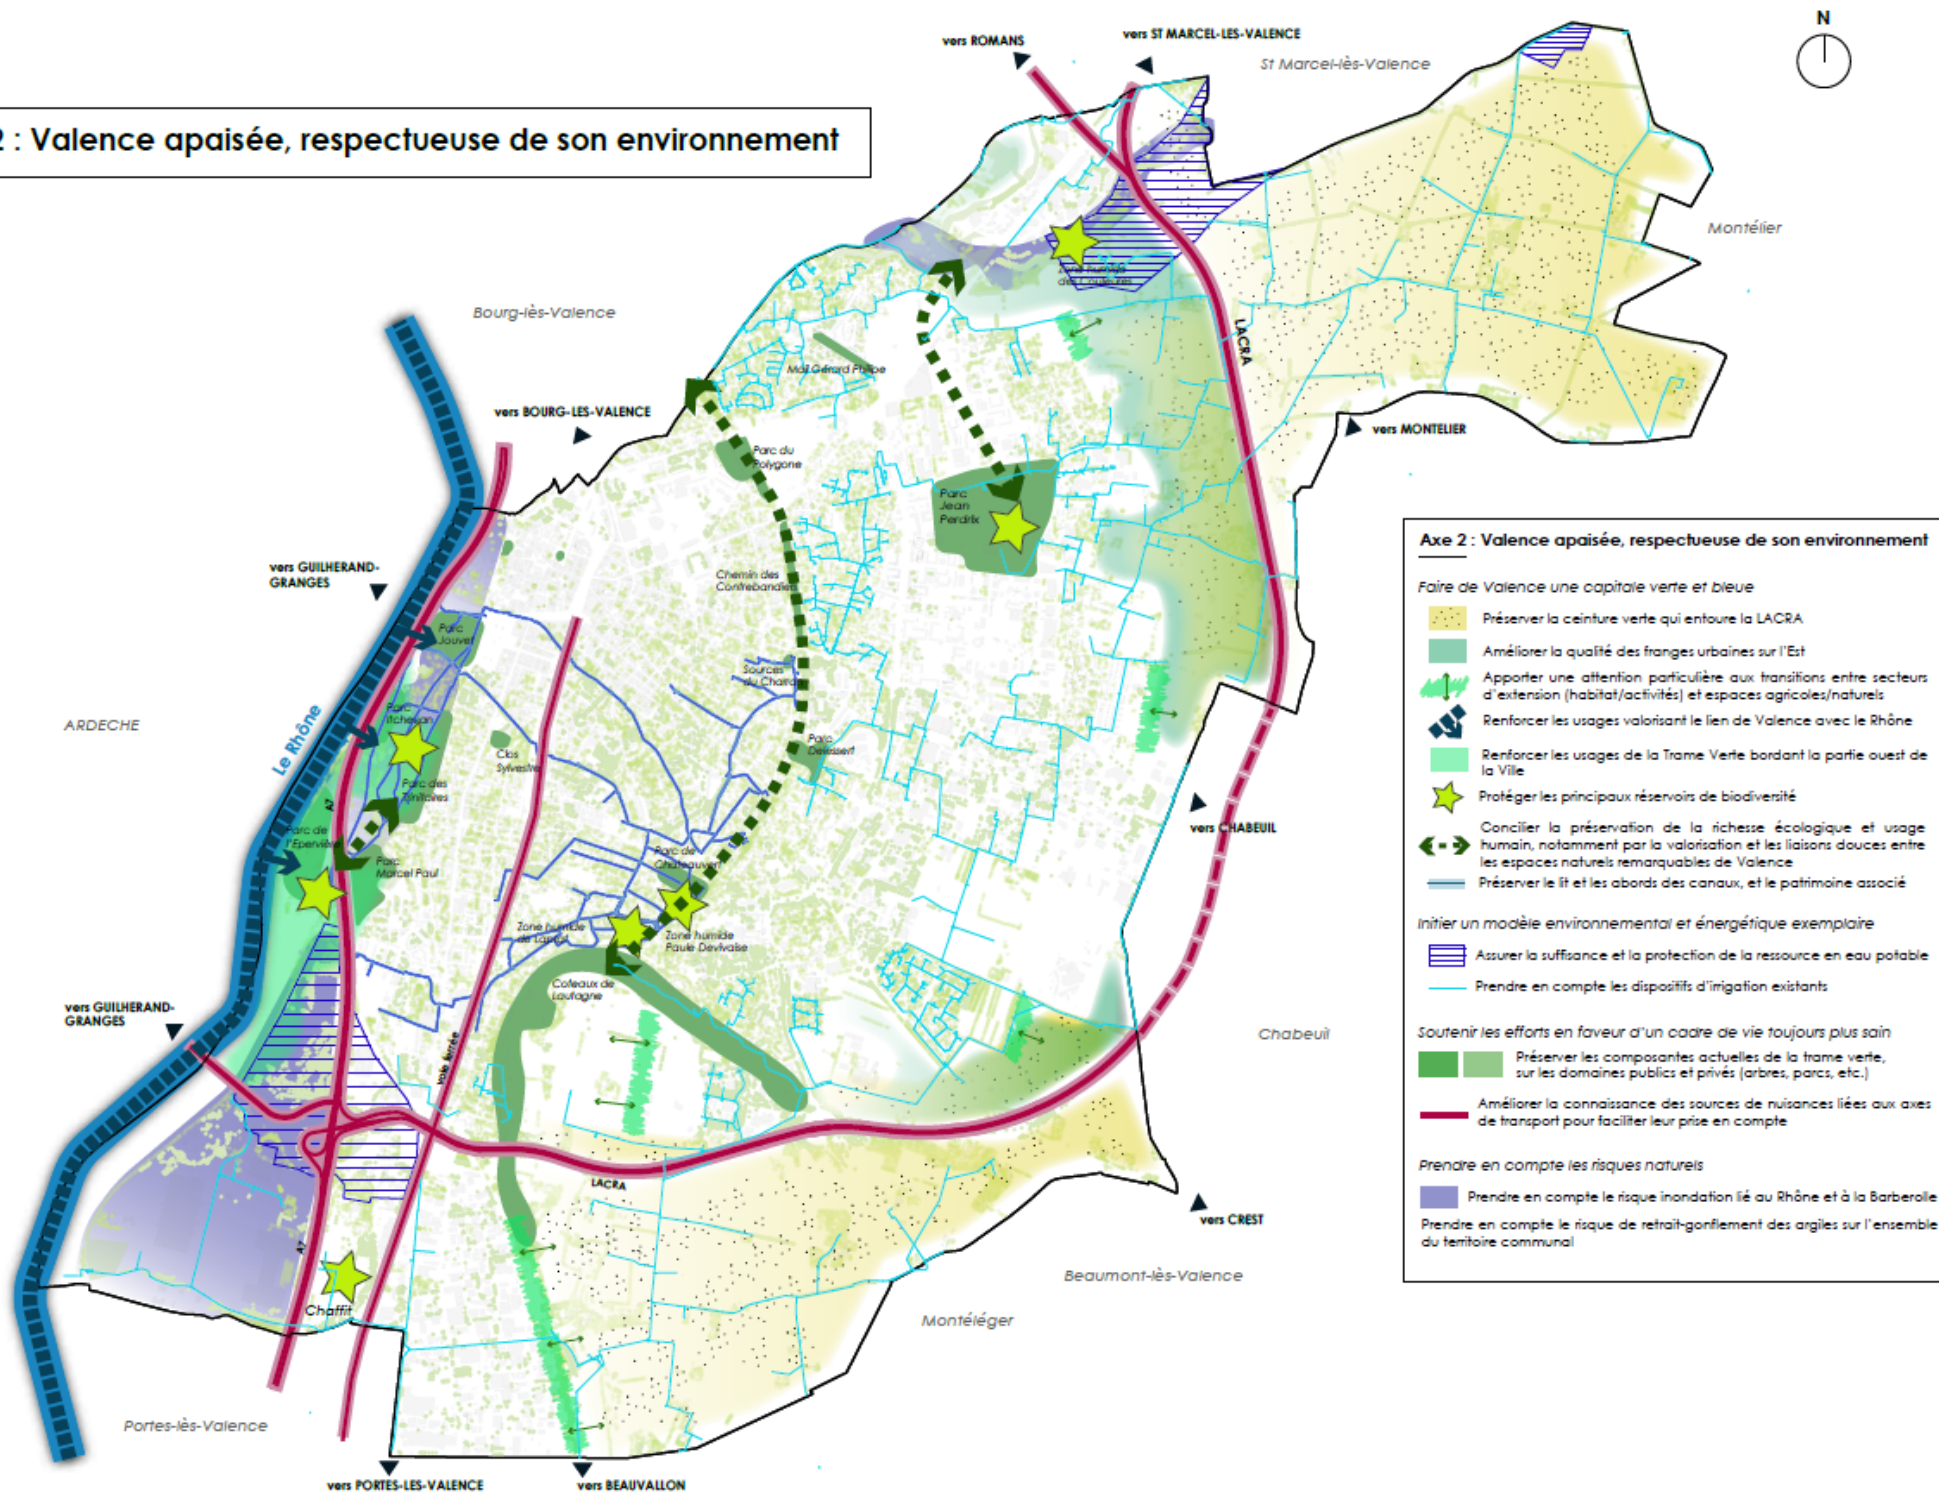 2 : Valence apaisée, respectueuse de son environnement
N
vers ROMANS
vers ST MARCEL-LES-VALENCE
St Marcel-lès-Valence
Montélier
Bourg-lès-Valence
vers BOURG-LES-VALENCE
vers MONTELIER
Zone humide
des Couleures
LACRA
Mail Gérard Philipe
Parc du
Polygone
Parc
Jean
Perdrix
Chemin des
Contrebandiers
vers GUILHERAND-
GRANGES
Parc
Jouvet
Sources
du Charran
ARDECHE
Le Rhône
Parc
Itchevan
Clos
Sylvestre
Parc
Delessert
Parc des
Trinitaires
A7
Parc de
l'Epervière
Parc
Marcel Paul
Parc de
Chateauvert
vers CHABEUIL
Zone humide
Zone humide
Paule Devivaise
Coteaux de
Lautagne
vers GUILHERAND-
GRANGES
Chabeuil
Voie ferrée
LACRA
vers CREST
A7
Chaffit
Beaumont-lès-Valence
Montéléger
Portes-lès-Valence
vers PORTES-LES-VALENCE
vers BEAUVALLON
Axe 2 : Valence apaisée, respectueuse de son environnement
Faire de Valence une capitale verte et bleue
Préserver la ceinture verte qui entoure la LACRA
Améliorer la qualité des franges urbaines sur l'Est
Apporter une attention particulière aux transitions entre secteurs
d'extension (habitat/activités) et espaces agricoles/naturels
Renforcer les usages valorisant le lien de Valence avec le Rhône
Renforcer les usages de la Trame Verte bordant la partie ouest de
la Ville
Protéger les principaux réservoirs de biodiversité
Concilier la préservation de la richesse écologique et usage
humain, notamment par la valorisation et les liaisons douces entre
les espaces naturels remarquables de Valence
Préserver le lit et les abords des canaux, et le patrimoine associé
Initier un modèle environnemental et énergétique exemplaire
Assurer la suffisance et la protection de la ressource en eau potable
Prendre en compte les dispositifs d'irrigation existants
Soutenir les efforts en faveur d'un cadre de vie toujours plus sain
Préserver les composantes actuelles de la trame verte,
sur les domaines publics et privés (arbres, parcs, etc.)
Améliorer la connaissance des sources de nuisances liées aux axes
de transport pour faciliter leur prise en compte
Prendre en compte les risques naturels
Prendre en compte le risque inondation lié au Rhône et à la Barberolle
Prendre en compte le risque de retrait-gonflement des argiles sur l'ensemble
du territoire communal